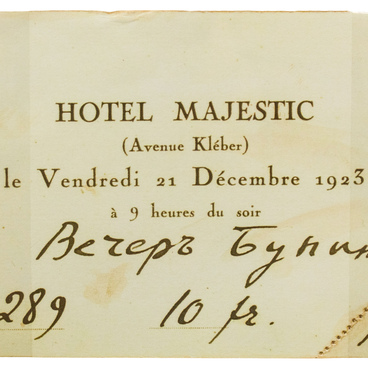 HOTEL MAJESTIC
(Avenue Kléber)
le Vendredi 21 Décembre 1923
à 9 heures du soir
Вечеръ Бунин
289 10 fr.